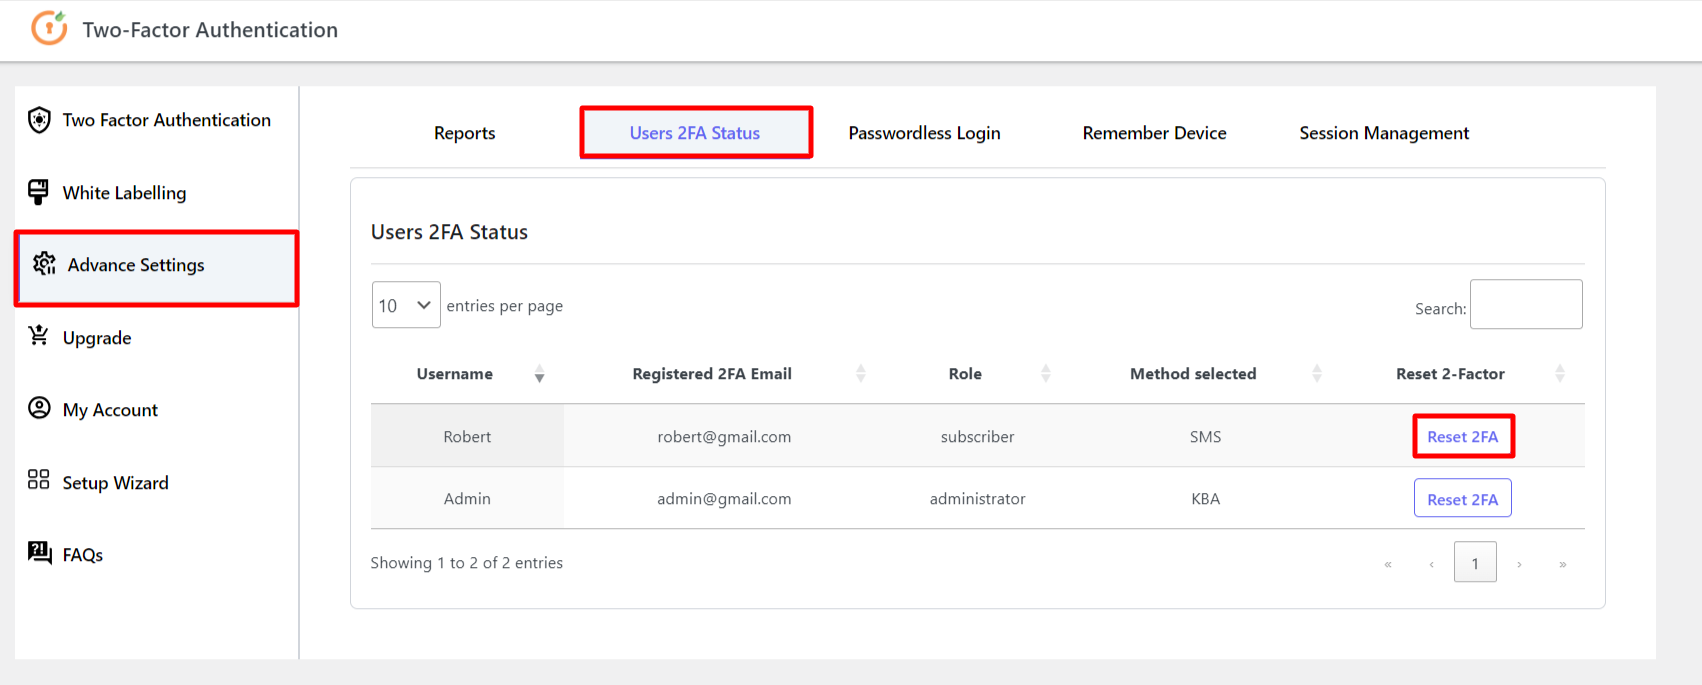 Two-Factor Authentication
Two Factor Authentication
White Labelling
Advance Settings
Upgrade
My Account
Setup Wizard
FAQs
Reports Users 2FA Status Passwordless Login Remember Device Session Management
Users 2FA Status
10 entries per page Search:
Username Registered 2FA Email Role Method selected Reset 2-Factor
Robert robert@gmail.com subscriber SMS Reset 2FA
Admin admin@gmail.com administrator KBA Reset 2FA
Showing 1 to 2 of 2 entries « ‹ 1 › »